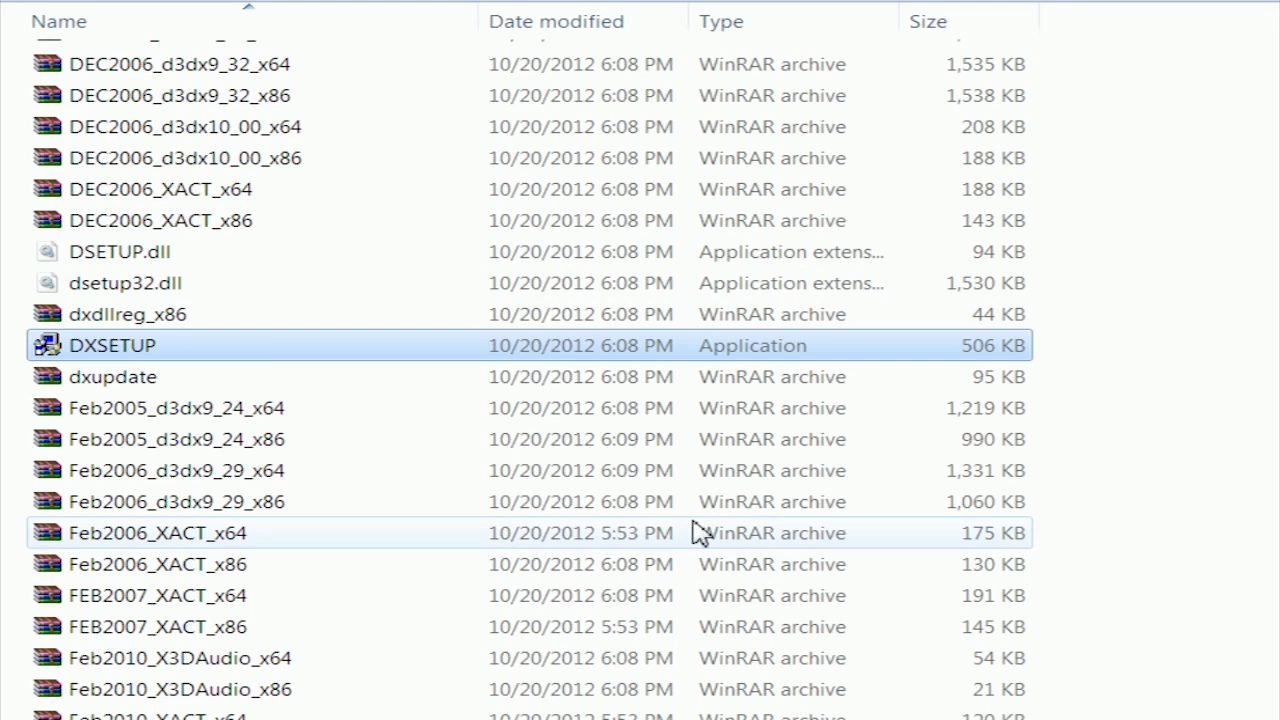 Name Date modified Type Size
DEC2006_d3dx9_32_x64 10/20/2012 6:08 PM WinRAR archive 1,535 KB
DEC2006_d3dx9_32_x86 10/20/2012 6:08 PM WinRAR archive 1,538 KB
DEC2006_d3dx10_00_x64 10/20/2012 6:08 PM WinRAR archive 208 KB
DEC2006_d3dx10_00_x86 10/20/2012 6:08 PM WinRAR archive 188 KB
DEC2006_XACT_x64 10/20/2012 6:08 PM WinRAR archive 188 KB
DEC2006_XACT_x86 10/20/2012 6:08 PM WinRAR archive 143 KB
DSETUP.dll 10/20/2012 6:08 PM Application extens... 94 KB
dsetup32.dll 10/20/2012 6:08 PM Application extens... 1,530 KB
dxdllreg_x86 10/20/2012 6:08 PM WinRAR archive 44 KB
DXSETUP 10/20/2012 6:08 PM Application 506 KB
dxupdate 10/20/2012 6:08 PM WinRAR archive 95 KB
Feb2005_d3dx9_24_x64 10/20/2012 6:08 PM WinRAR archive 1,219 KB
Feb2005_d3dx9_24_x86 10/20/2012 6:09 PM WinRAR archive 990 KB
Feb2006_d3dx9_29_x64 10/20/2012 6:09 PM WinRAR archive 1,331 KB
Feb2006_d3dx9_29_x86 10/20/2012 6:08 PM WinRAR archive 1,060 KB
Feb2006_XACT_x64 10/20/2012 5:53 PM WinRAR archive 175 KB
Feb2006_XACT_x86 10/20/2012 6:08 PM WinRAR archive 130 KB
FEB2007_XACT_x64 10/20/2012 6:08 PM WinRAR archive 191 KB
FEB2007_XACT_x86 10/20/2012 5:53 PM WinRAR archive 145 KB
Feb2010_X3DAudio_x64 10/20/2012 6:08 PM WinRAR archive 54 KB
Feb2010_X3DAudio_x86 10/20/2012 6:08 PM WinRAR archive 21 KB
Feb2010_XACT_x64 10/20/2012 5:53 PM WinRAR archive 120 KB